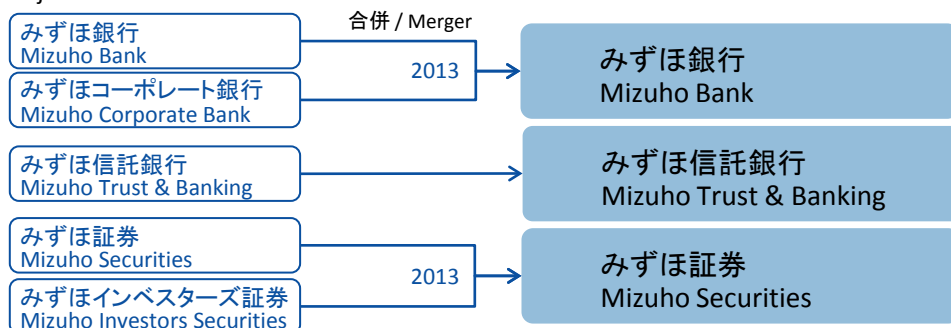 合併 / Merger
みずほ銀行
Mizuho Bank
みずほコーポレート銀行
Mizuho Corporate Bank
2013
みずほ銀行
Mizuho Bank
みずほ信託銀行
Mizuho Trust & Banking
みずほ信託銀行
Mizuho Trust & Banking
みずほ証券
Mizuho Securities
みずほインベスターズ証券
Mizuho Investors Securities
2013
みずほ証券
Mizuho Securities